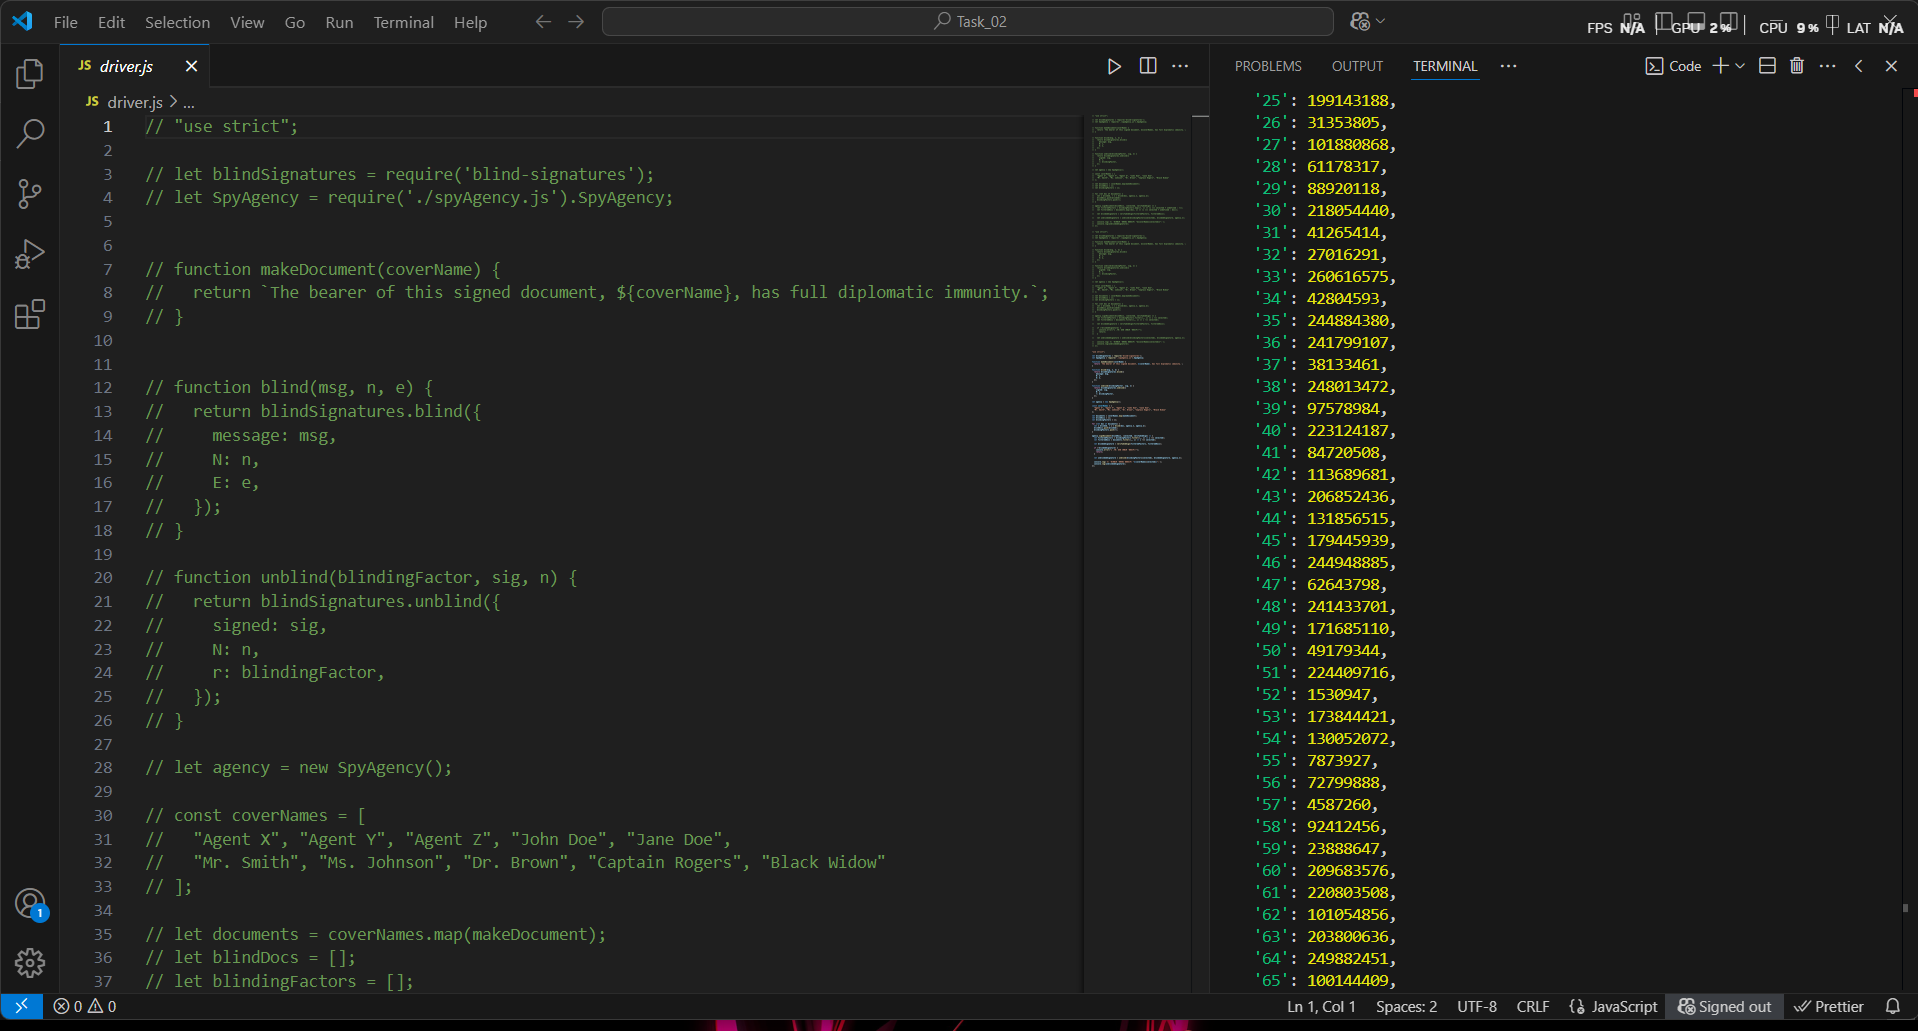 File Edit Selection View Go Run Terminal Help
Task_02
FPS N/A GPU 2% CPU 9% LAT N/A
JS driver.js
PROBLEMS OUTPUT TERMINAL
Code
JS driver.js > ...
1 // "use strict";
2
3 // let blindSignatures = require('blind-signatures');
4 // let SpyAgency = require('./spyAgency.js').SpyAgency;
5
6
7 // function makeDocument(coverName) {
8 //   return `The bearer of this signed document, ${coverName}, has full diplomatic immunity.`;
9 // }
10
11
12 // function blind(msg, n, e) {
13 //   return blindSignatures.blind({
14 //     message: msg,
15 //     N: n,
16 //     E: e,
17 //   });
18 // }
19
20 // function unblind(blindingFactor, sig, n) {
21 //   return blindSignatures.unblind({
22 //     signed: sig,
23 //     N: n,
24 //     r: blindingFactor,
25 //   });
26 // }
27
28 // let agency = new SpyAgency();
29
30 // const coverNames = [
31 //   "Agent X", "Agent Y", "Agent Z", "John Doe", "Jane Doe",
32 //   "Mr. Smith", "Ms. Johnson", "Dr. Brown", "Captain Rogers", "Black Widow"
33 // ];
34
35 // let documents = coverNames.map(makeDocument);
36 // let blindDocs = [];
37 // let blindingFactors = [];
'25': 199143188,
'26': 31353805,
'27': 101880868,
'28': 61178317,
'29': 88920118,
'30': 218054440,
'31': 41265414,
'32': 27016291,
'33': 260616575,
'34': 42804593,
'35': 244884380,
'36': 241799107,
'37': 38133461,
'38': 248013472,
'39': 97578984,
'40': 223124187,
'41': 84720508,
'42': 113689681,
'43': 206852436,
'44': 131856515,
'45': 179445939,
'46': 244948885,
'47': 62643798,
'48': 241433701,
'49': 171685110,
'50': 49179344,
'51': 224409716,
'52': 1530947,
'53': 173844421,
'54': 130052072,
'55': 7873927,
'56': 72799888,
'57': 4587260,
'58': 92412456,
'59': 23888647,
'60': 209683576,
'61': 220803508,
'62': 101054856,
'63': 203800636,
'64': 249882451,
'65': 100144409,
1
0 0
Ln 1, Col 1 Spaces: 2 UTF-8 CRLF {} JavaScript Signed out Prettier